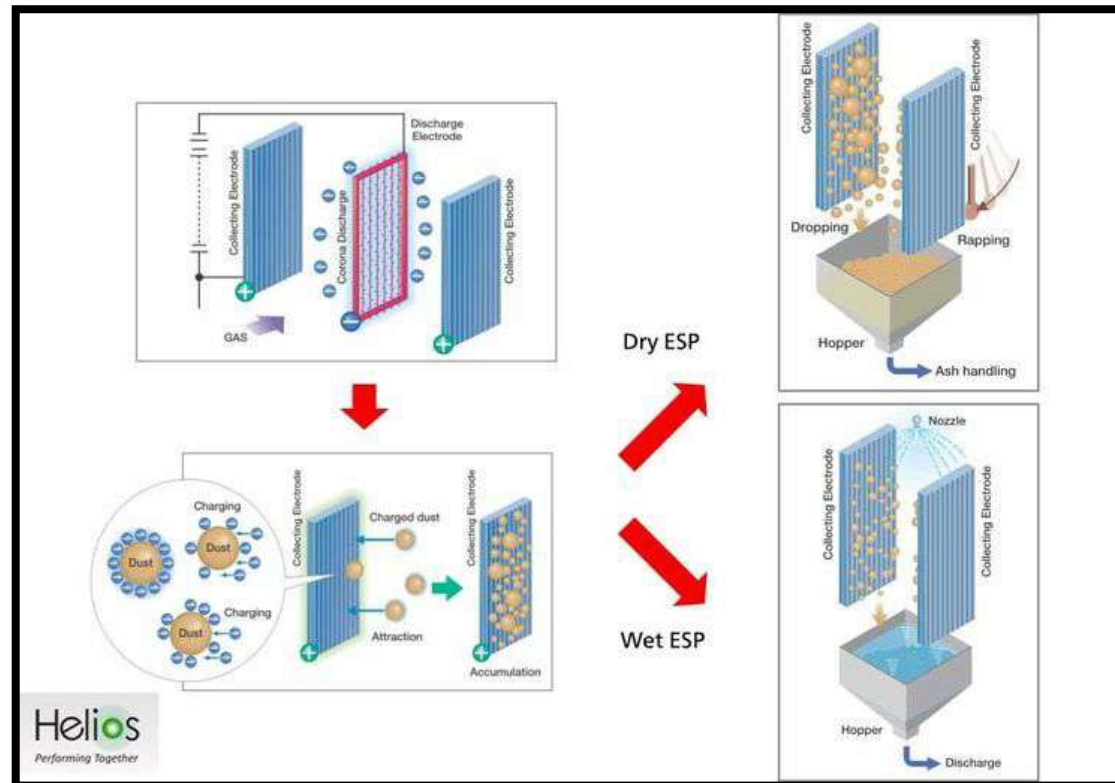 Discharge
Electrode
Collecting Electrode
Corona Discharge
Collecting Electrode
GAS
Collecting Electrode
Charging
Dust
Dust
Charging
Dust
Charged dust
Attraction
Collecting Electrode
Accumulation
Dry ESP
Wet ESP
Collecting Electrode
Collecting Electrode
Dropping
Rapping
Hopper
Ash handling
Nozzle
Collecting Electrode
Collecting Electrode
Hopper
Discharge
Helios
Performing Together